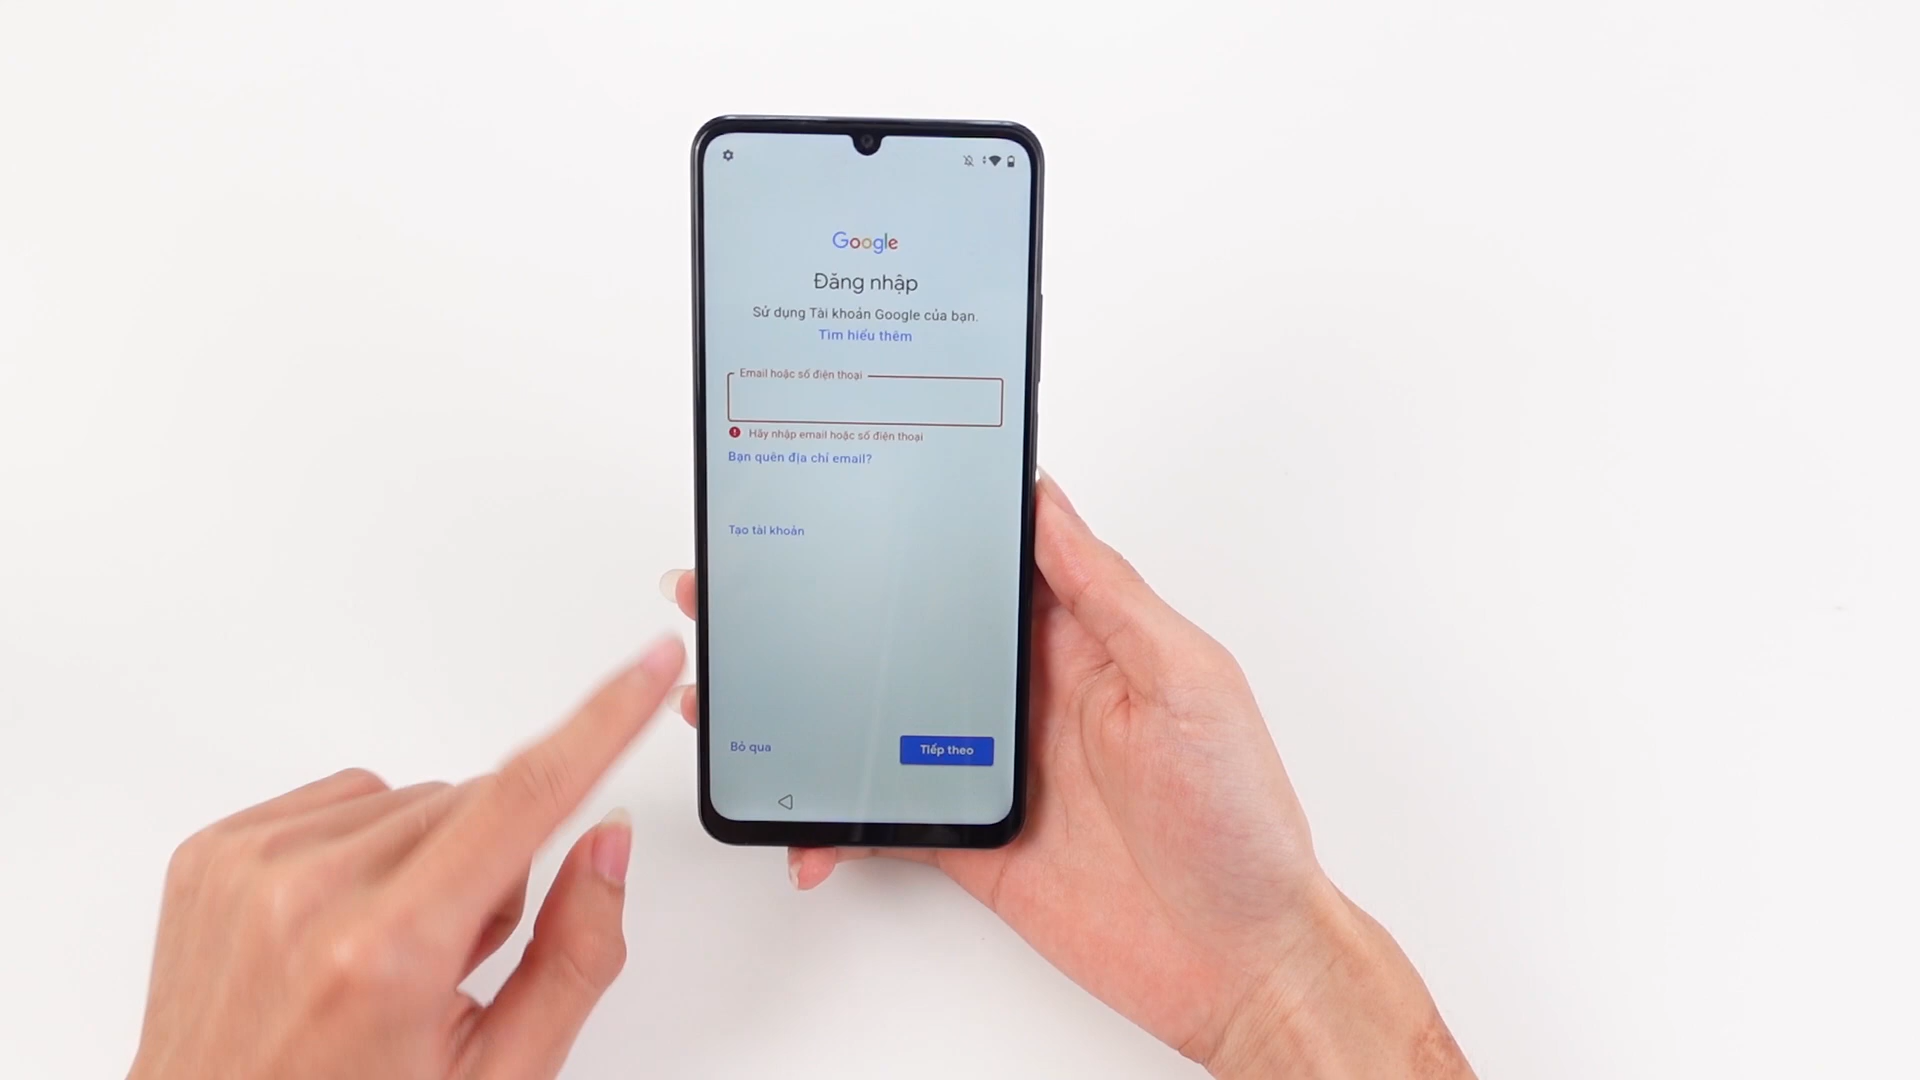 Google
Đăng nhập
Sử dụng Tài khoản Google của bạn.
Tìm hiểu thêm
Email hoặc số điện thoại
Hãy nhập email hoặc số điện thoại
Bạn quên địa chỉ email?
Tạo tài khoản
Bỏ qua
Tiếp theo